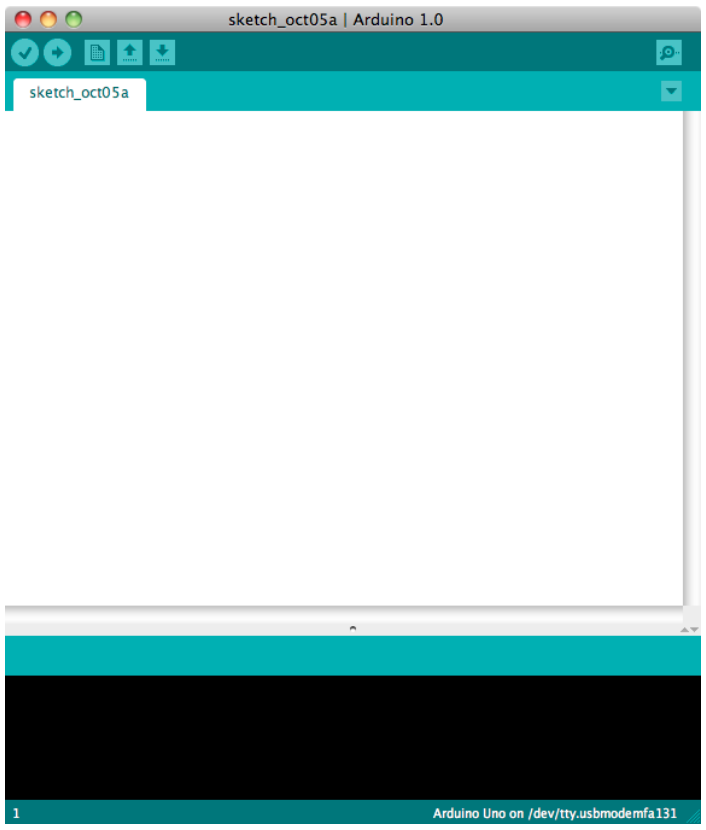 sketch_oct05a | Arduino 1.0
sketch_oct05a
1 Arduino Uno on /dev/tty.usbmodemfa131